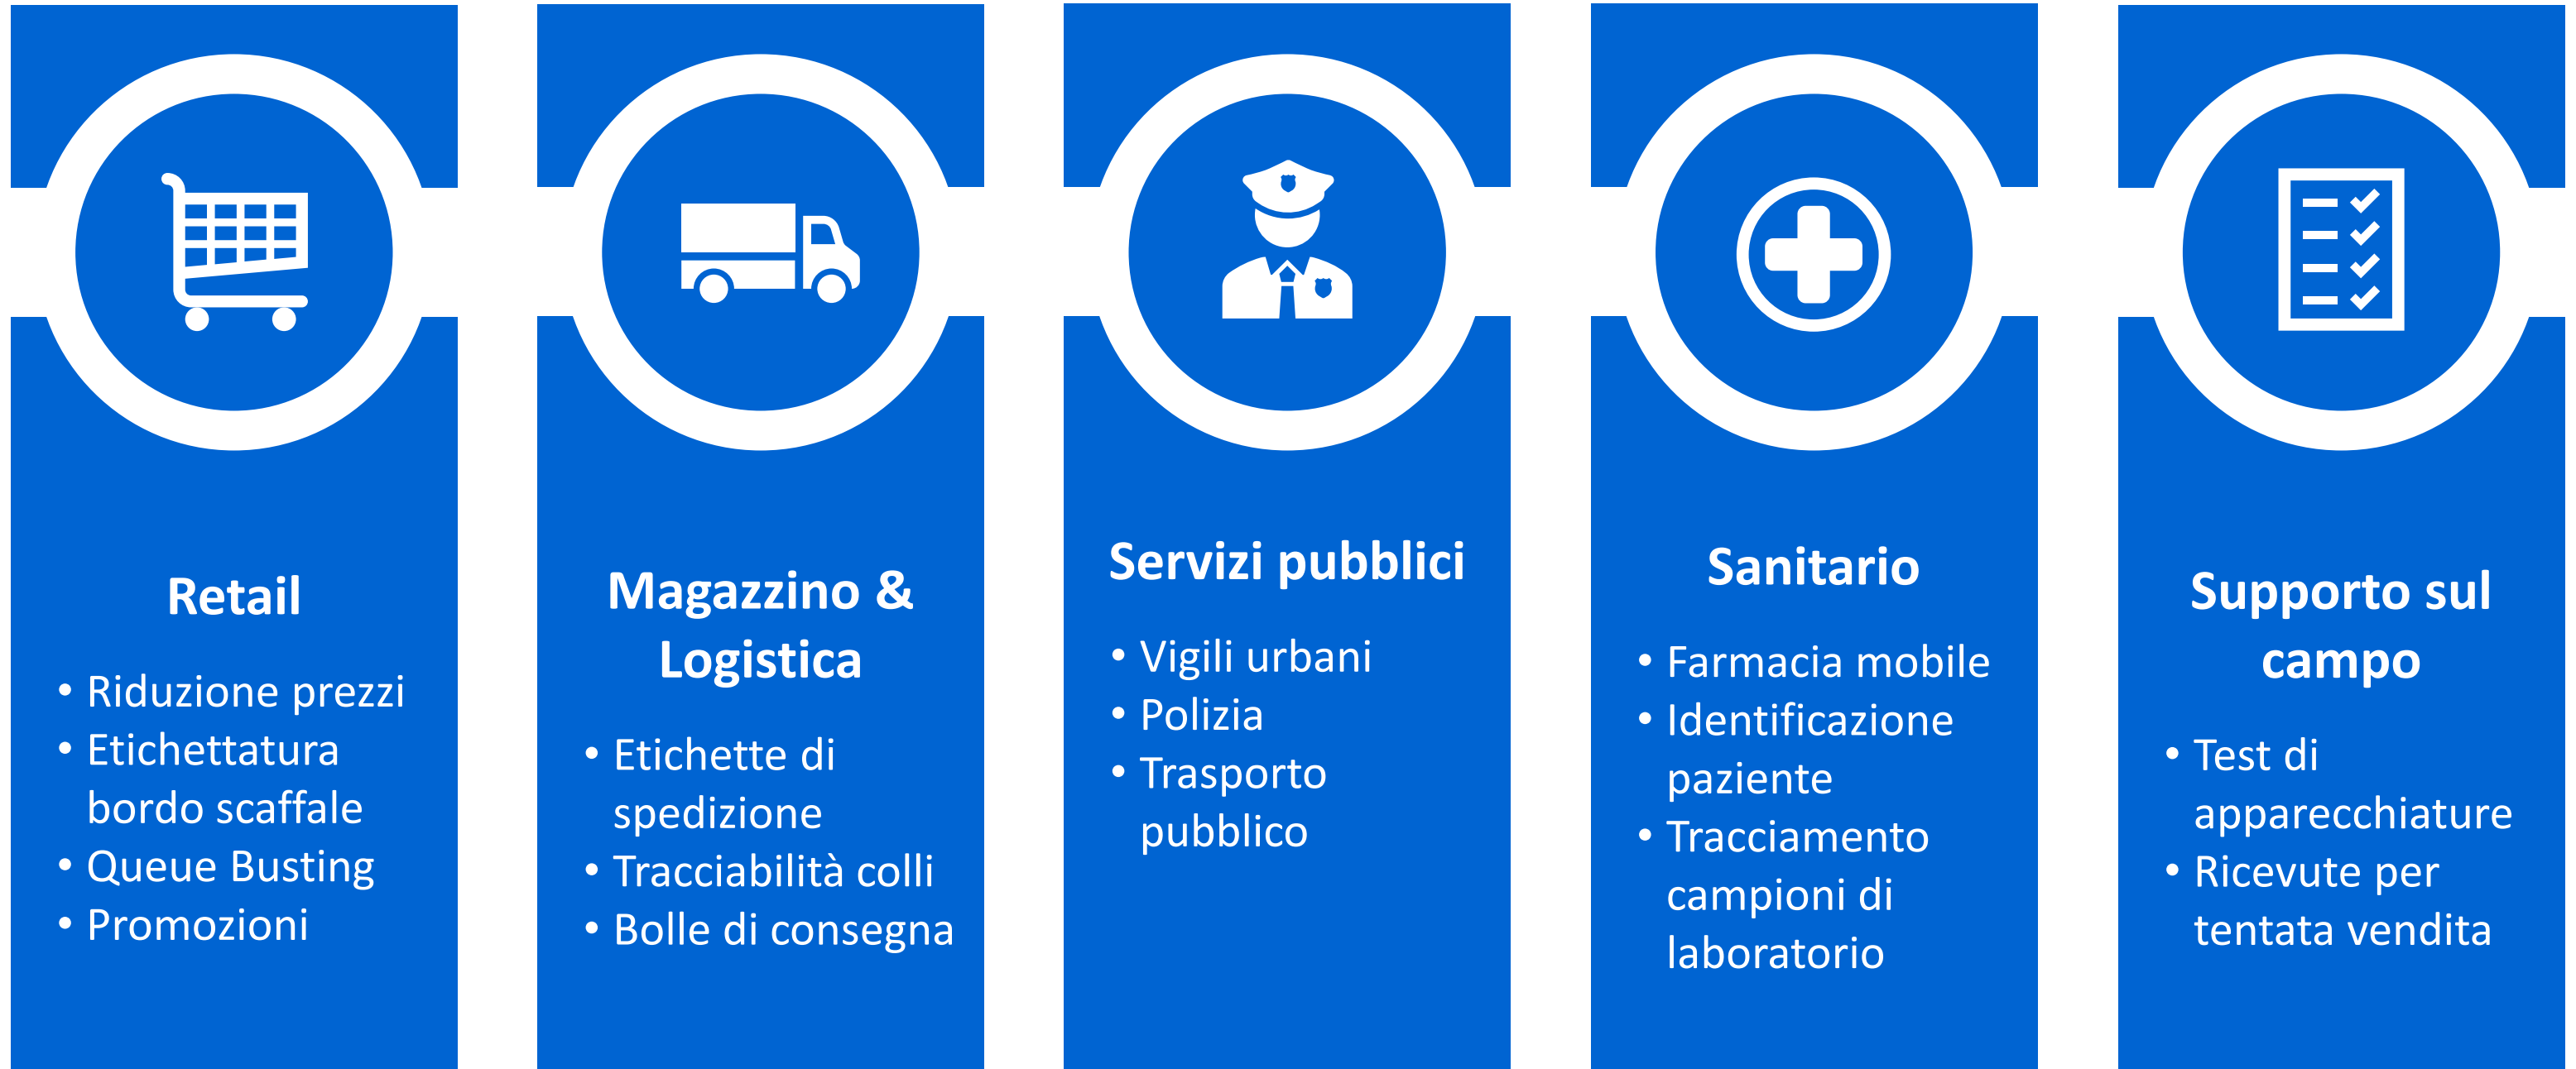 Retail
• Riduzione prezzi
• Etichettatura
bordo scaffale
• Queue Busting
• Promozioni
Magazzino &
Logistica
• Etichette di
spedizione
• Tracciabilità colli
• Bolle di consegna
Servizi pubblici
• Vigili urbani
• Polizia
• Trasporto
pubblico
Sanitario
• Farmacia mobile
• Identificazione
paziente
• Tracciamento
campioni di
laboratorio
Supporto sul
campo
• Test di
apparecchiature
• Ricevute per
tentata vendita